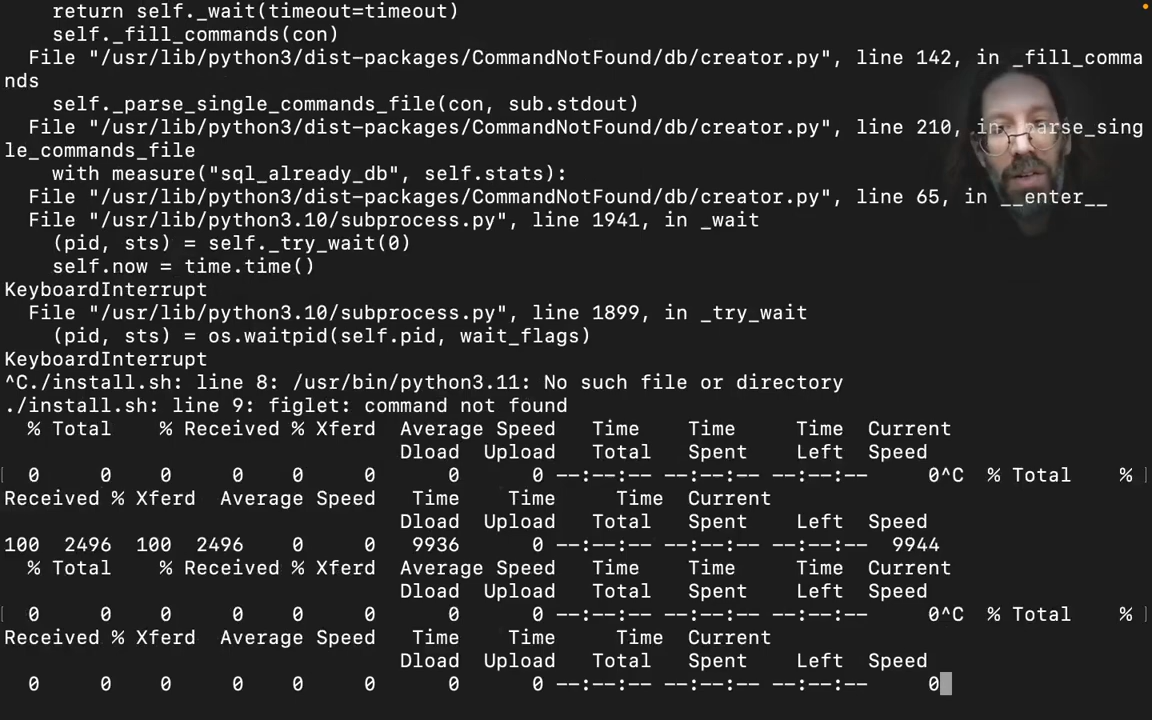 return self._wait(timeout=timeout)
    self._fill_commands(con)
  File "/usr/lib/python3/dist-packages/CommandNotFound/db/creator.py", line 142, in _fill_comma
nds
    self._parse_single_commands_file(con, sub.stdout)
  File "/usr/lib/python3/dist-packages/CommandNotFound/db/creator.py", line 210, in _parse_sing
le_commands_file
    with measure("sql_already_db", self.stats):
  File "/usr/lib/python3/dist-packages/CommandNotFound/db/creator.py", line 65, in __enter__
  File "/usr/lib/python3.10/subprocess.py", line 1941, in _wait
    (pid, sts) = self._try_wait(0)
    self.now = time.time()
KeyboardInterrupt
  File "/usr/lib/python3.10/subprocess.py", line 1899, in _try_wait
    (pid, sts) = os.waitpid(self.pid, wait_flags)
KeyboardInterrupt
^C./install.sh: line 8: /usr/bin/python3.11: No such file or directory
./install.sh: line 9: figlet: command not found
  % Total    % Received % Xferd  Average Speed   Time    Time     Time  Current
                                 Dload  Upload   Total   Spent    Left  Speed
  0     0    0     0    0     0      0      0 --:--:-- --:--:-- --:--:--     0^C  % Total    %
Received % Xferd  Average Speed   Time    Time     Time  Current
                                 Dload  Upload   Total   Spent    Left  Speed
100  2496  100  2496    0     0   9936      0 --:--:-- --:--:-- --:--:--  9944
  % Total    % Received % Xferd  Average Speed   Time    Time     Time  Current
                                 Dload  Upload   Total   Spent    Left  Speed
  0     0    0     0    0     0      0      0 --:--:-- --:--:-- --:--:--     0^C  % Total    %
Received % Xferd  Average Speed   Time    Time     Time  Current
                                 Dload  Upload   Total   Spent    Left  Speed
  0     0    0     0    0     0      0      0 --:--:-- --:--:-- --:--:--     0